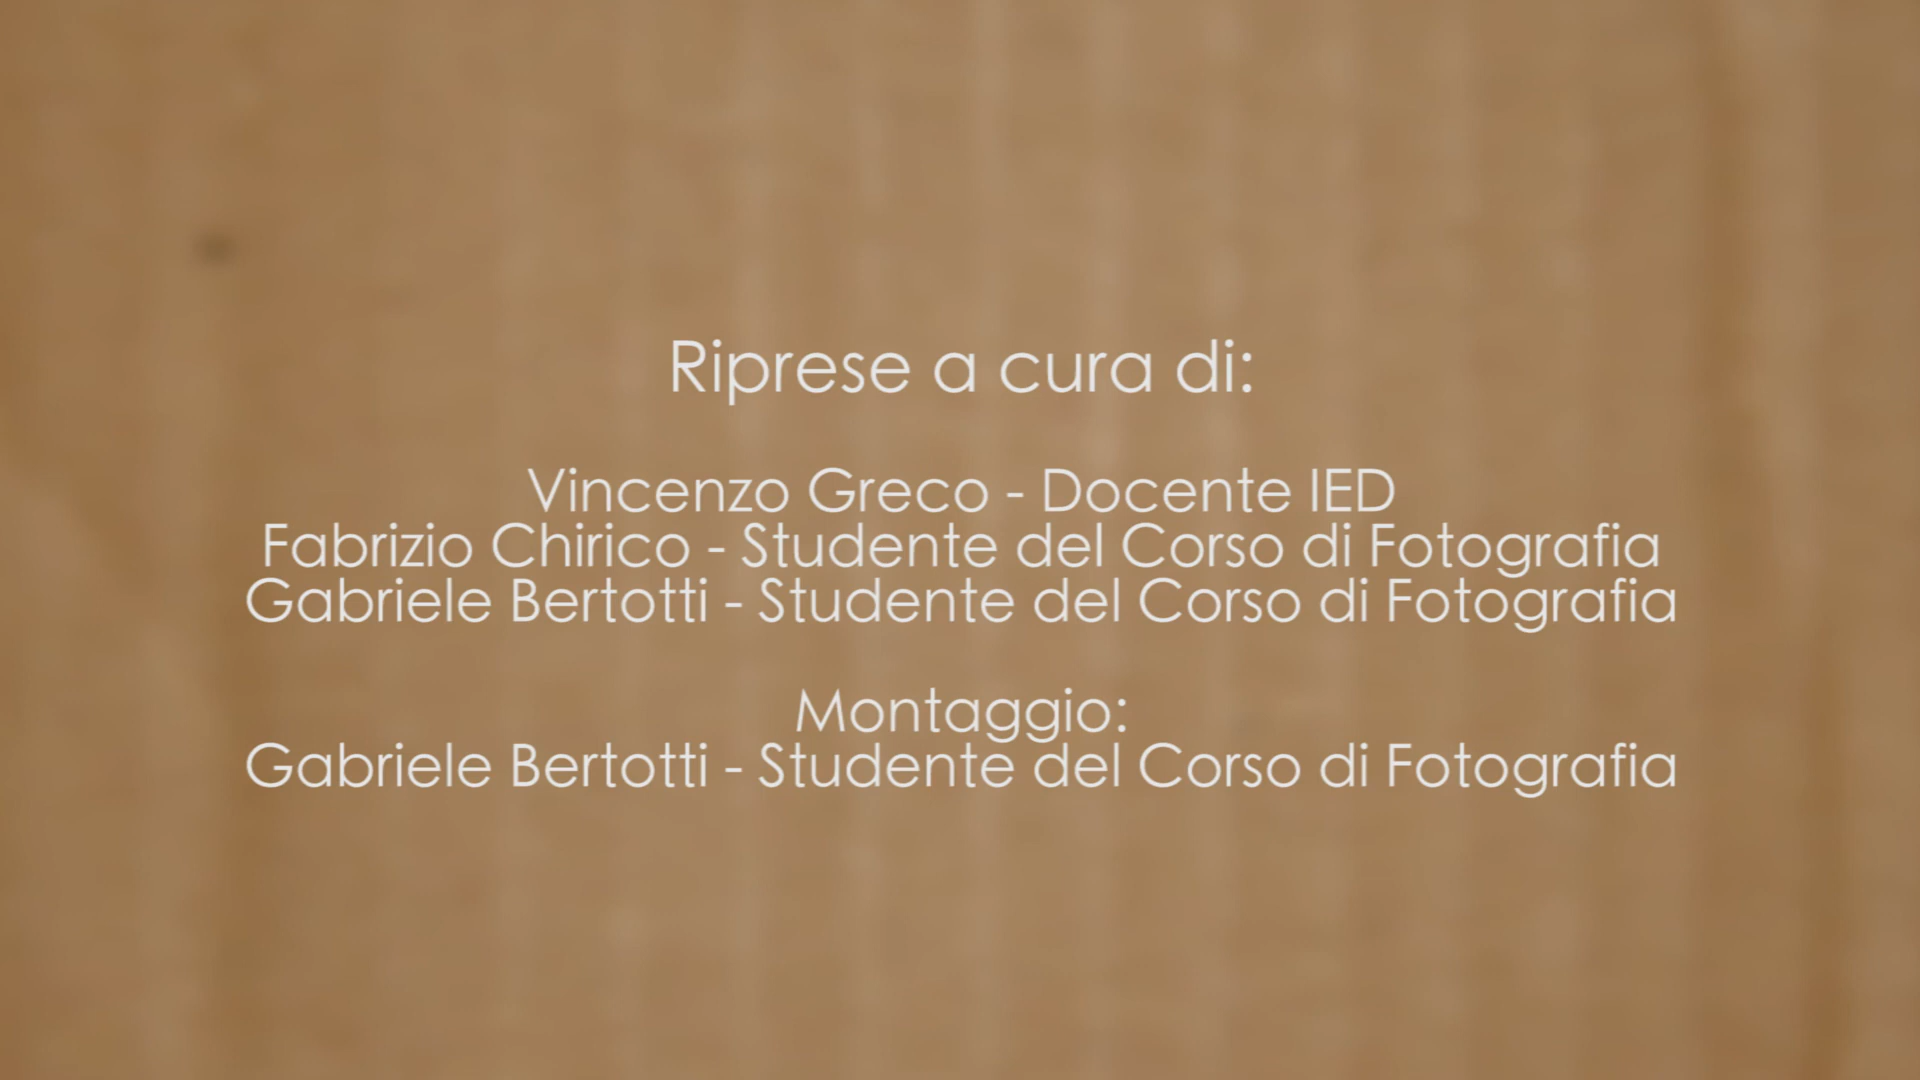 Riprese a cura di:
Vincenzo Greco - Docente IED
Fabrizio Chirico - Studente del Corso di Fotografia
Gabriele Bertotti - Studente del Corso di Fotografia
Montaggio:
Gabriele Bertotti - Studente del Corso di Fotografia